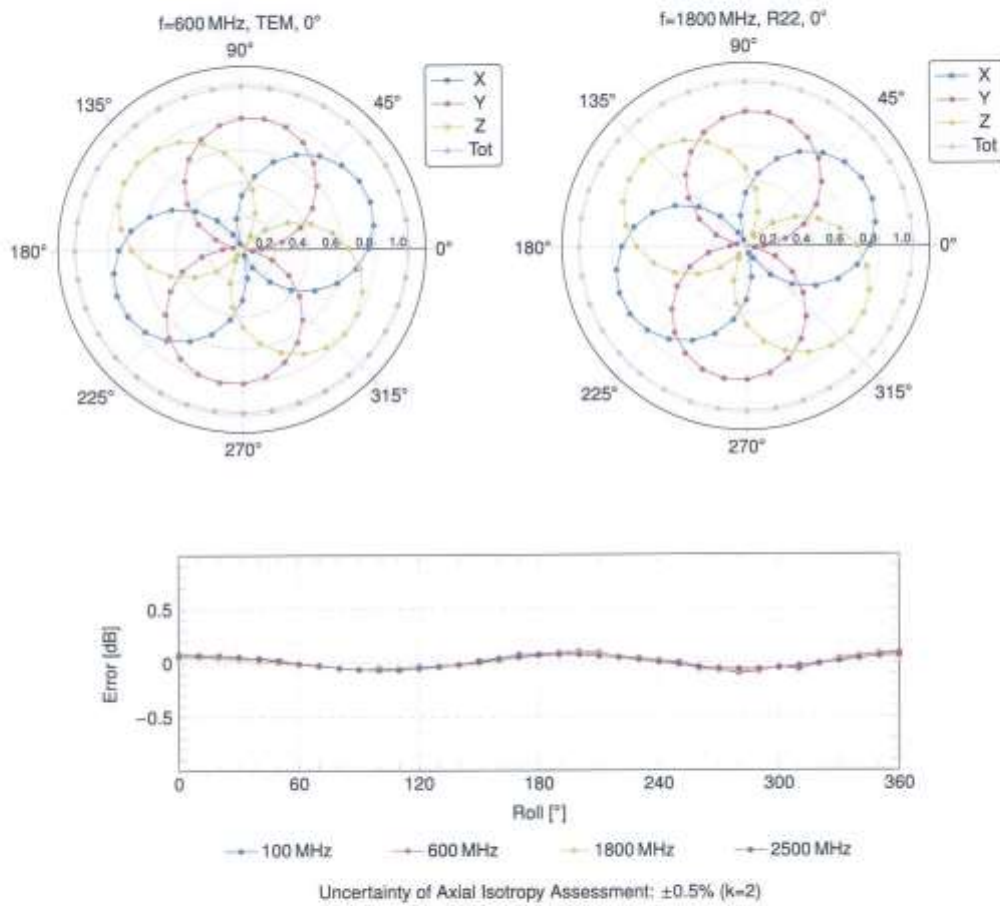 f=600 MHz, TEM, 0°
f=1800 MHz, R22, 0°
90°
135°
45°
180°
0°
225°
315°
270°
0.2
0.4
0.6
0.8
1.0
X
Y
Z
Tot
90°
135°
45°
180°
0°
225°
315°
270°
0.2
0.4
0.6
0.8
1.0
X
Y
Z
Tot
Error [dB]
0.5
0
−0.5
0
60
120
180
240
300
360
Roll [°]
100 MHz
600 MHz
1800 MHz
2500 MHz
Uncertainty of Axial Isotropy Assessment: ±0.5% (k=2)